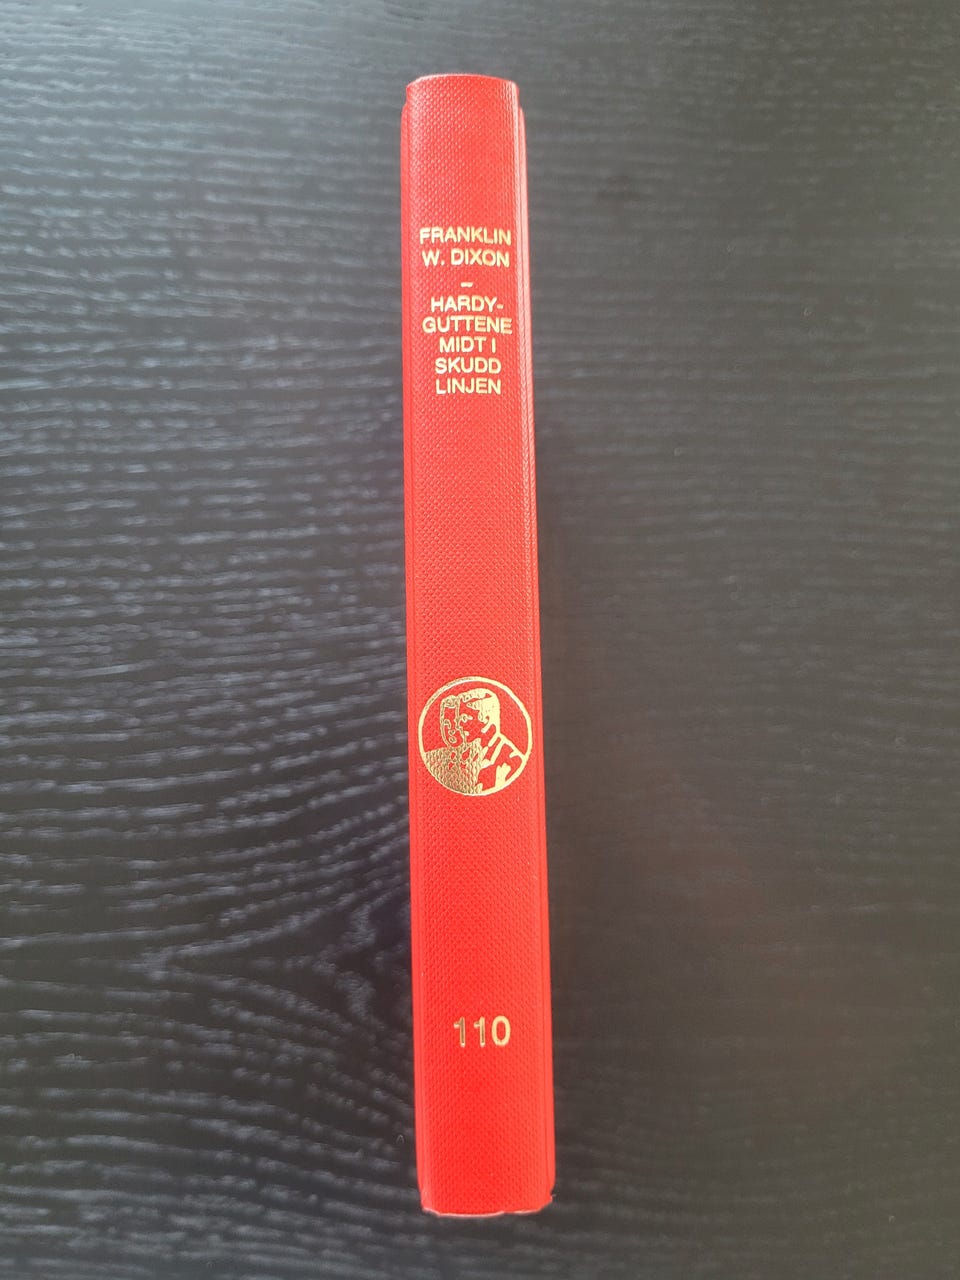 FRANKLIN
W. DIXON
–
HARDY-
GUTTENE
MIDT I
SKUDD
LINJEN
110